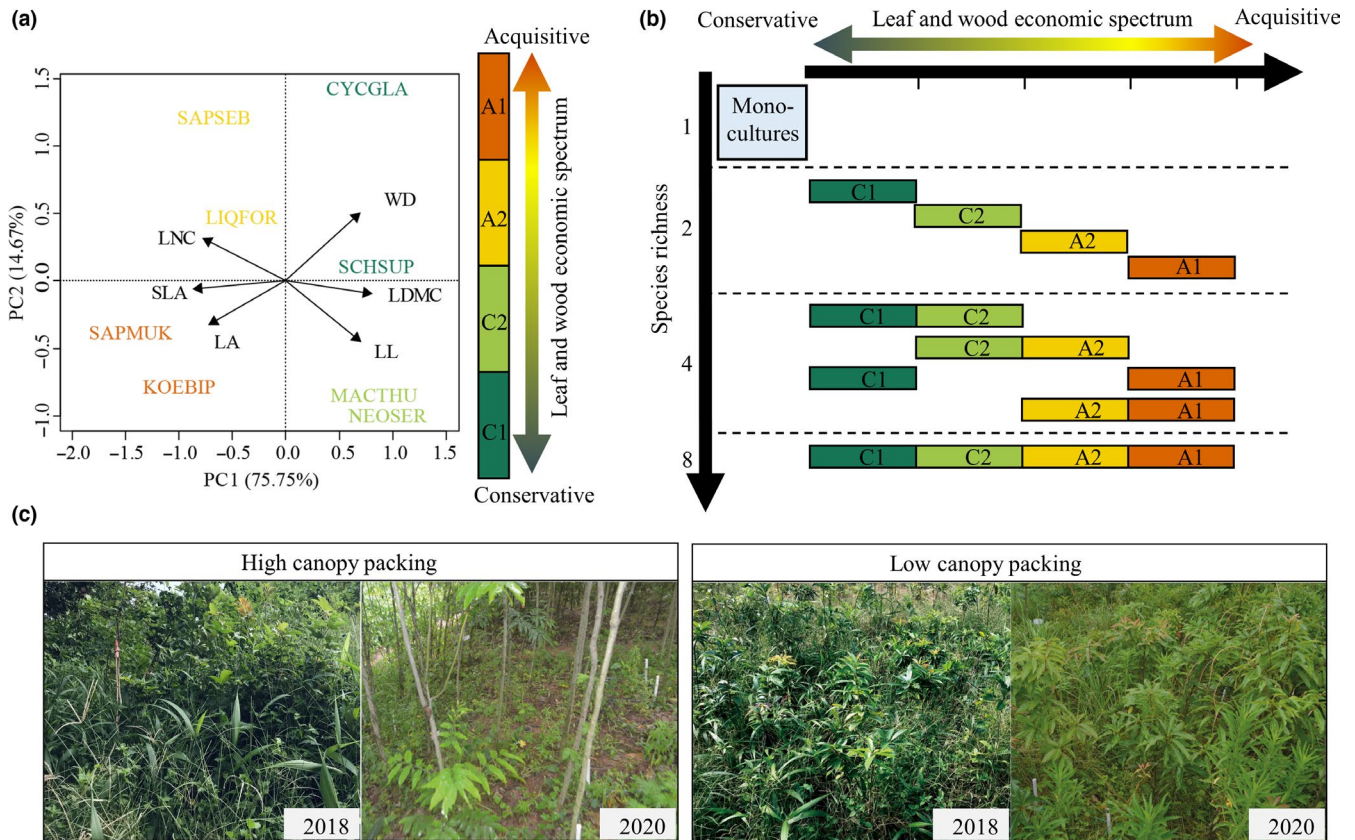 (a)
Acquisitive
PC2 (14.67%)
1.5
1.0
0.5
0.0
−0.5
−1.0
CYCGLA
SAPSEB
WD
LIQFOR
LNC
SCHSUP
SLA
LDMC
SAPMUK
LA
LL
KOEBIP
MACTHU
NEOSER
−2.0 −1.5 −1.0 −0.5 0.0 0.5 1.0 1.5
PC1 (75.75%)
A1
A2
C2
C1
Leaf and wood economic spectrum
Conservative
(b)
Conservative
Leaf and wood economic spectrum
Acquisitive
Species richness
1
Mono-
cultures
2
C1
C2
A2
A1
4
C1 C2
C2 A2
C1 A1
A2 A1
8
C1 C2 A2 A1
(c)
High canopy packing
2018
2020
Low canopy packing
2018
2020